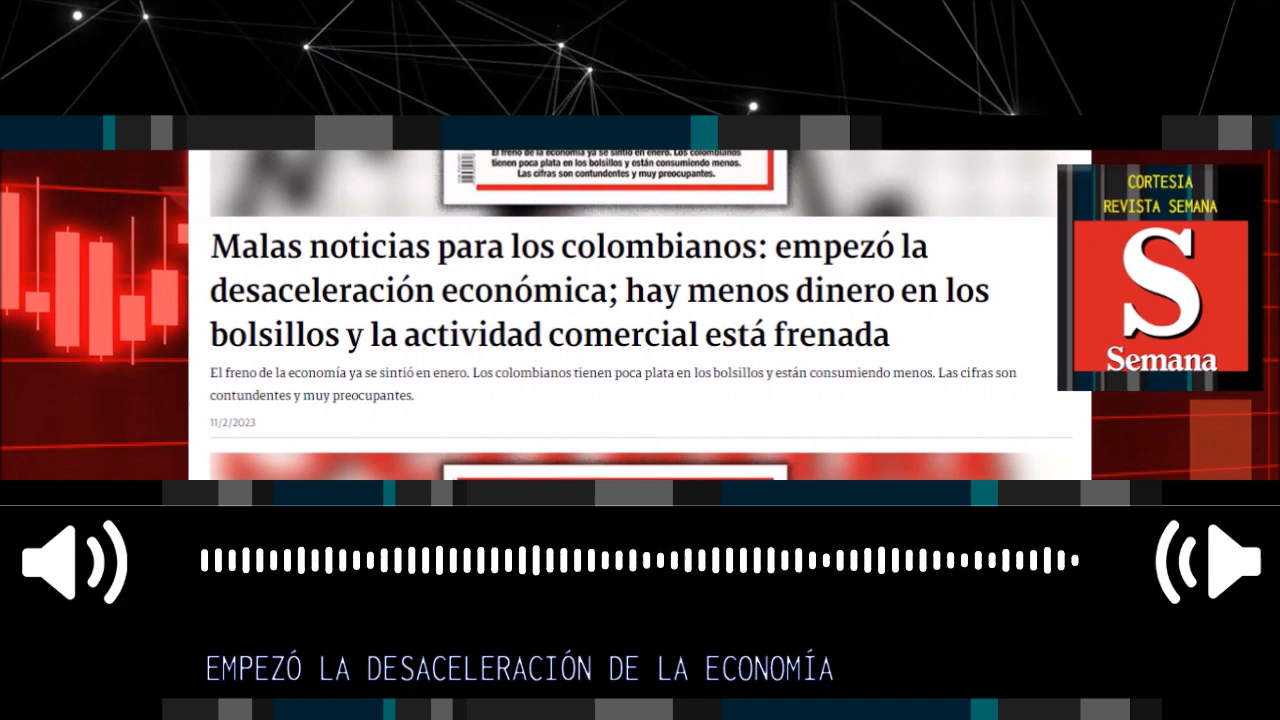 El freno de la economía ya se sintió en enero. Los colombianos
tienen poca plata en los bolsillos y están consumiendo menos.
Las cifras son contundentes y muy preocupantes.
CORTESIA
REVISTA SEMANA
S
Semana
Malas noticias para los colombianos: empezó la
desaceleración económica; hay menos dinero en los
bolsillos y la actividad comercial está frenada
El freno de la economía ya se sintió en enero. Los colombianos tienen poca plata en los bolsillos y están consumiendo menos. Las cifras son
contundentes y muy preocupantes.
11/2/2023
EMPEZÓ LA DESACELERACIÓN DE LA ECONOMÍA